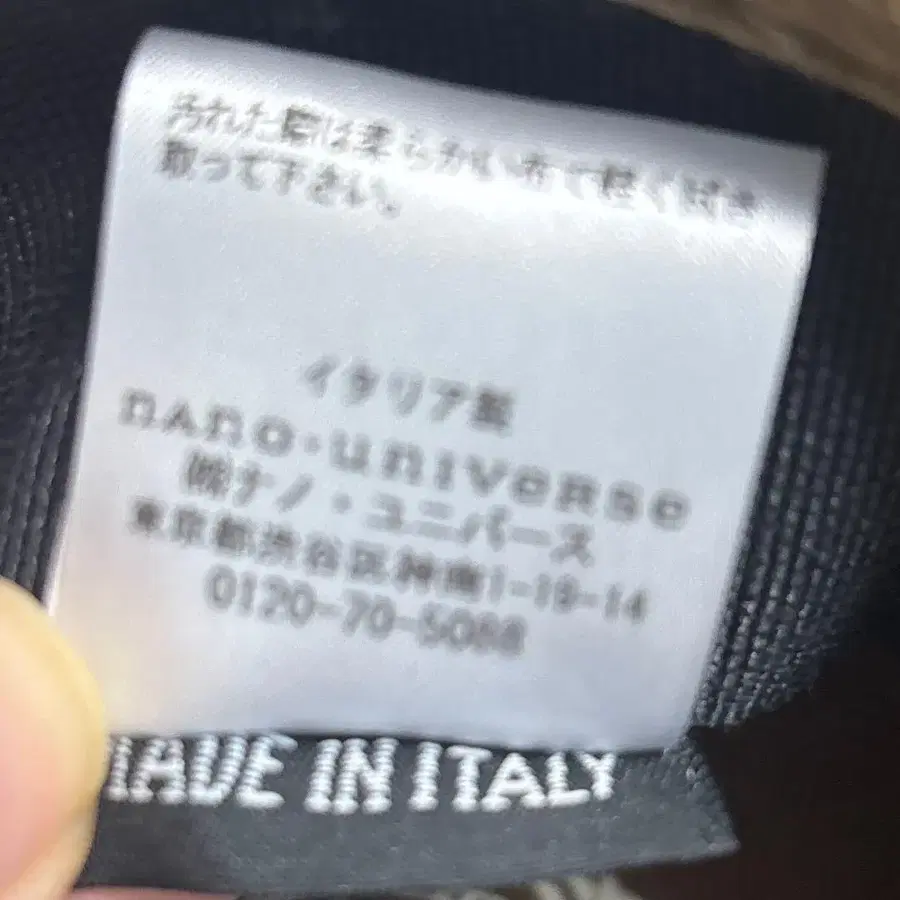 汚れた際は柔らかい布で軽く拭き
取って下さい。
イタリア製
nAno・universe
㈱ナノ・ユニバース
東京都渋谷区神南1-19-14
0120-70-5088
MADE IN ITALY